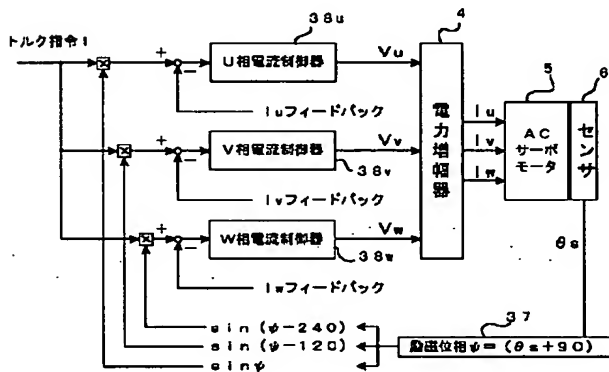 38u
4
トルク指令I
+
−
U相電流制御器
Vu
5
6
Iuフィードバック
Iu
電力増幅器
ACサーボモータ
センサ
+
−
V相電流制御器
Vv
Iv
38v
Ivフィードバック
Iw
+
−
W相電流制御器
Vw
38w
θs
Iwフィードバック
37
sin(ψ−240)
sin(ψ−120)
励磁位相ψ=(θs+90)
sinψ